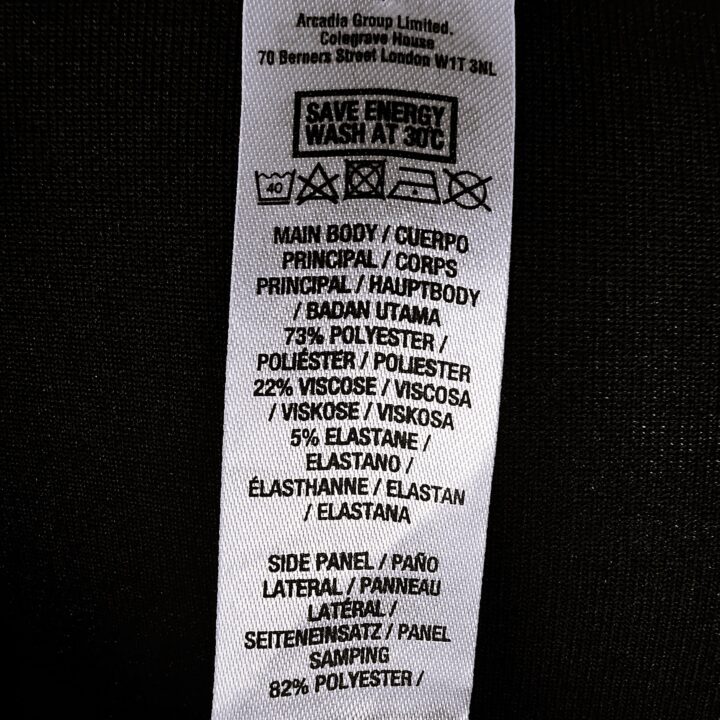 Arcadia Group Limited.
Colegrave House
70 Berners Street London W1T 3NL
SAVE ENERGY
WASH AT 30°C
40
MAIN BODY / CUERPO
PRINCIPAL / CORPS
PRINCIPAL / HAUPTBODY
/ BADAN UTAMA
73% POLYESTER /
POLIÉSTER / POLIESTER
22% VISCOSE / VISCOSA
/ VISKOSE / VISKOSA
5% ELASTANE /
ELASTANO /
ÉLASTHANNE / ELASTAN
/ ELASTANA
SIDE PANEL / PAÑO
LATERAL / PANNEAU
LATÉRAL /
SEITENEINSATZ / PANEL
SAMPING
82% POLYESTER /